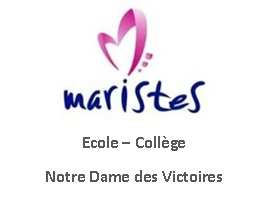 maristes
Ecole – Collège
Notre Dame des Victoires